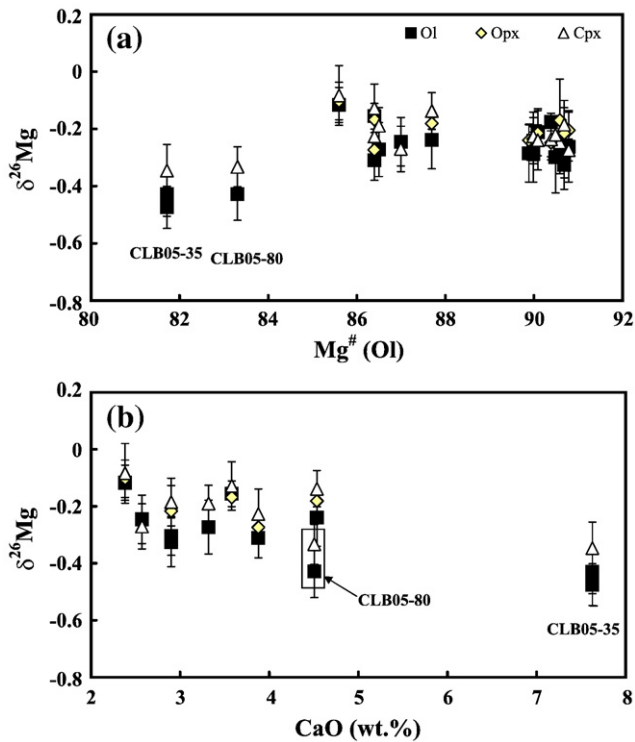 0.2
(a)
Ol Opx Cpx
0
-0.2
δ26Mg
-0.4
-0.6
CLB05-35 CLB05-80
-0.8
80 82 84 86 88 90 92
Mg# (Ol)
0.2
(b)
0
-0.2
δ26Mg
-0.4
CLB05-80
-0.6
CLB05-35
-0.8
2 3 4 5 6 7 8
CaO (wt.%)